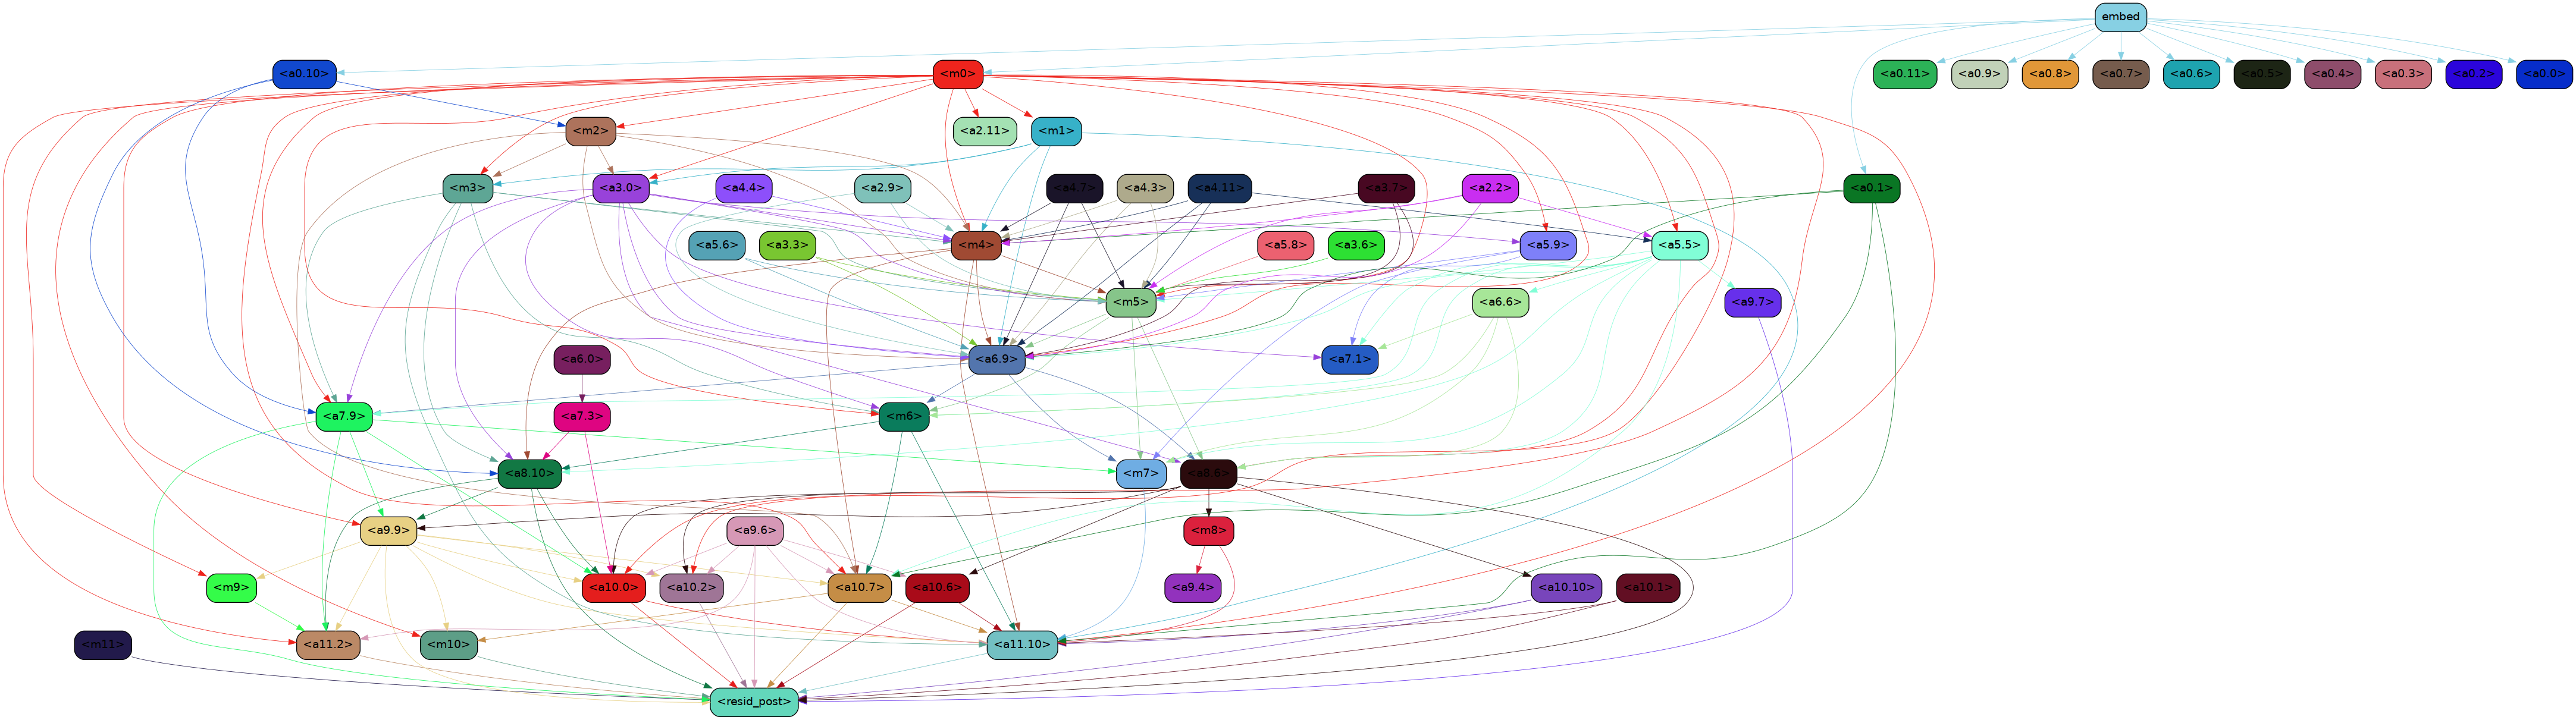 embed
<a0.10>
<m0>
<a0.11>
<a0.9>
<a0.8>
<a0.7>
<a0.6>
<a0.5>
<a0.4>
<a0.3>
<a0.2>
<a0.0>
<m2>
<a2.11>
<m1>
<m3>
<a3.0>
<a4.4>
<a2.9>
<a4.7>
<a4.3>
<a4.11>
<a3.7>
<a2.2>
<a0.1>
<a5.6>
<a3.3>
<m4>
<a5.8>
<a3.6>
<a5.9>
<a5.5>
<m5>
<a6.6>
<a9.7>
<a6.0>
<a6.9>
<a7.1>
<a7.9>
<a7.3>
<m6>
<a8.10>
<m7>
<a8.6>
<a9.9>
<a9.6>
<m8>
<m9>
<a10.0>
<a10.2>
<a10.7>
<a10.6>
<a9.4>
<a10.10>
<a10.1>
<m11>
<a11.2>
<m10>
<a11.10>
<resid_post>